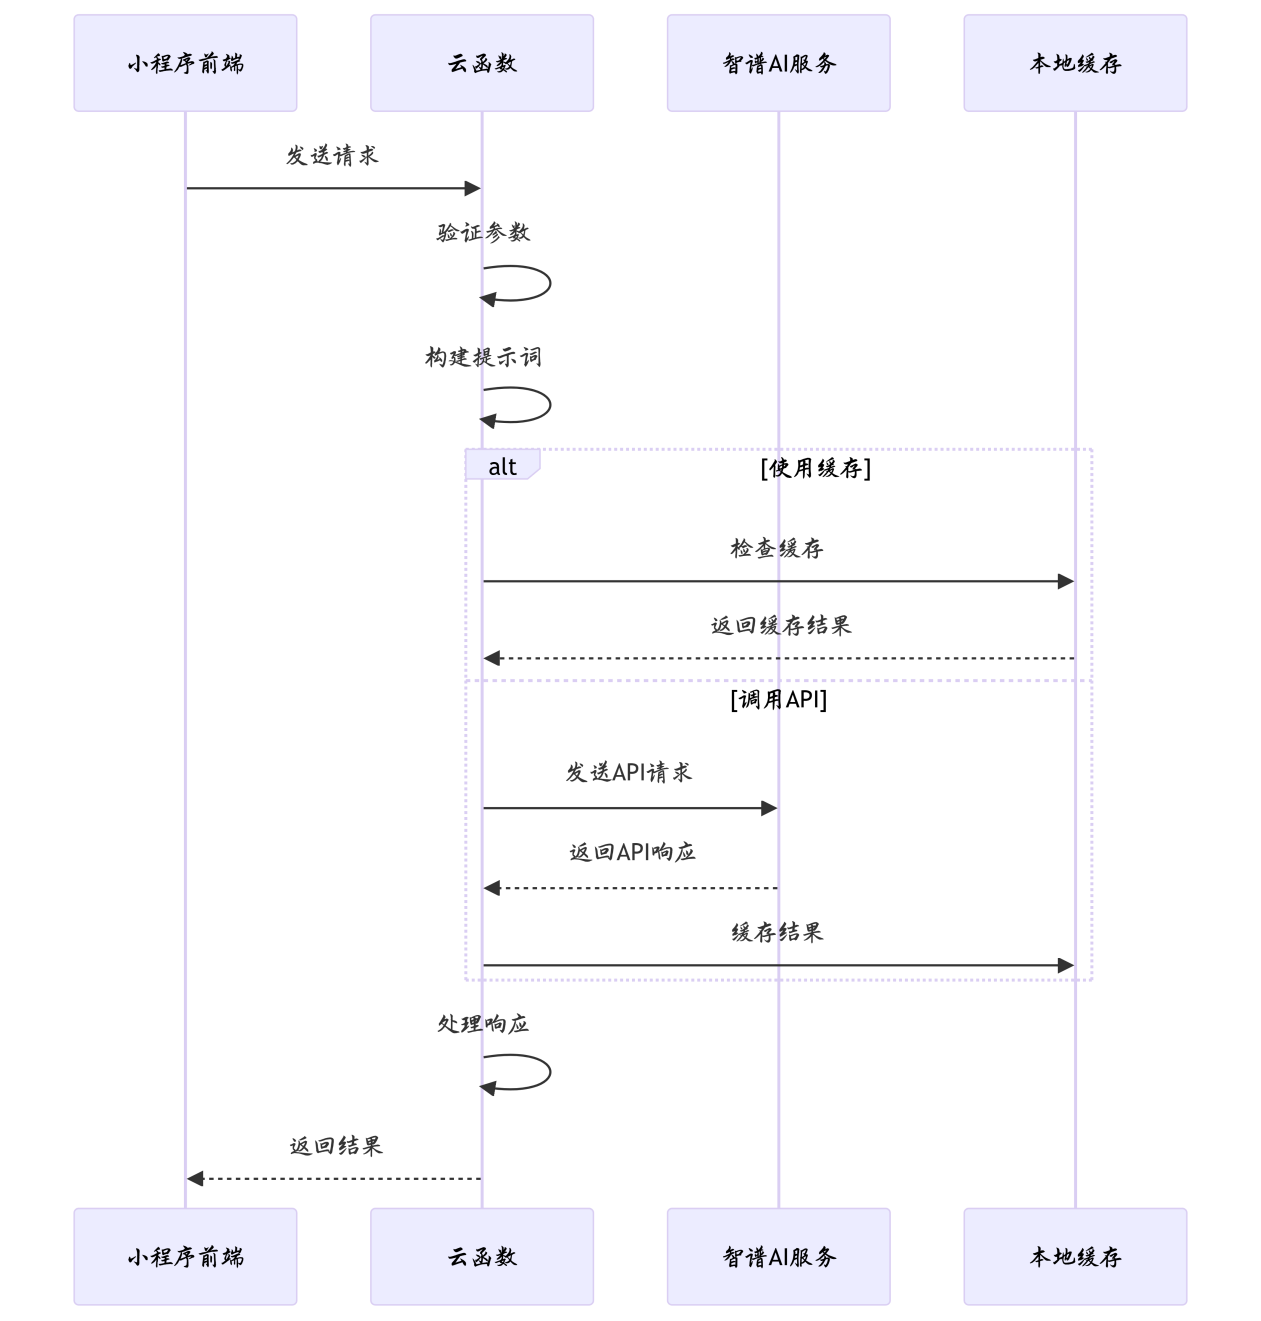 小程序前端
云函数
智谱AI服务
本地缓存
发送请求
验证参数
构建提示词
alt
[使用缓存]
检查缓存
返回缓存结果
[调用API]
发送API请求
返回API响应
缓存结果
处理响应
返回结果
小程序前端
云函数
智谱AI服务
本地缓存